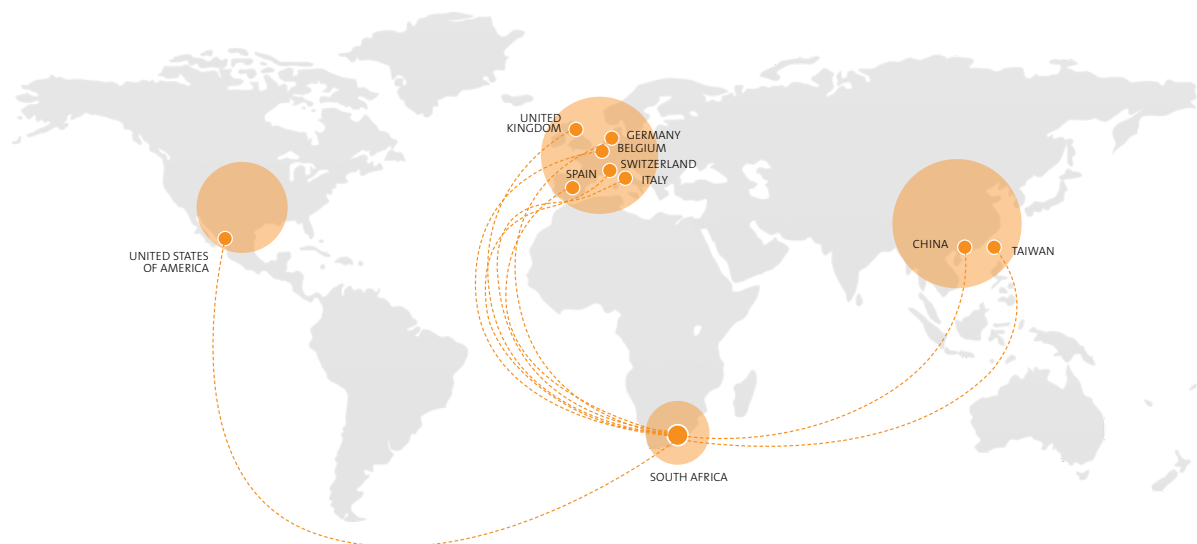 UNITED
KINGDOM
GERMANY
BELGIUM
SWITZERLAND
SPAIN
ITALY
UNITED STATES
OF AMERICA
CHINA
TAIWAN
SOUTH AFRICA